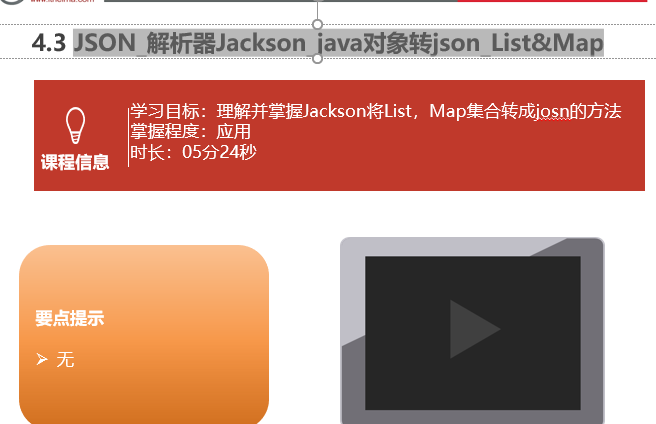 4.3 JSON_解析器Jackson_java对象转json_List&Map
学习目标：理解并掌握Jackson将List，Map集合转成josn的方法
掌握程度：应用
时长：05分24秒
课程信息
要点提示
➢ 无